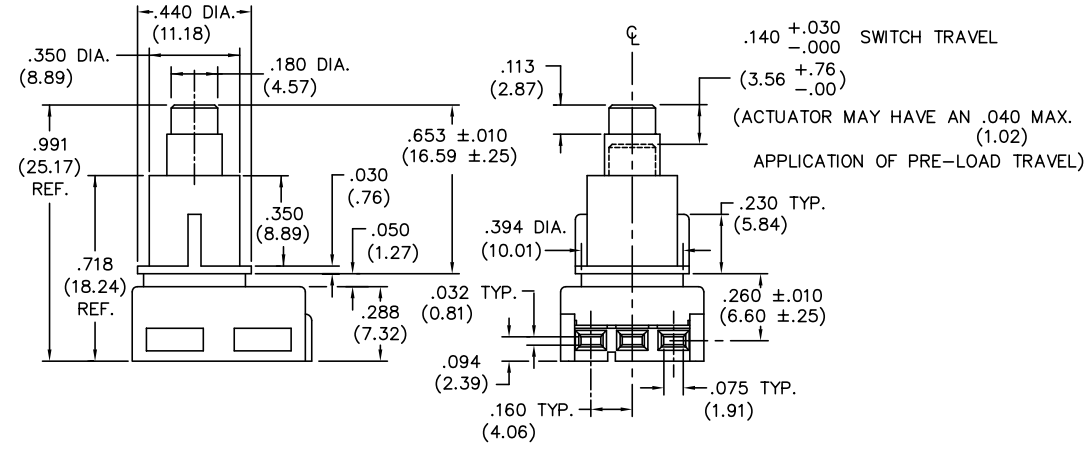 .440 DIA.
(11.18)
.350 DIA.
(8.89)
.180 DIA.
(4.57)
.991
(25.17)
REF.
.718
(18.24)
REF.
.350
(8.89)
.030
(.76)
.050
(1.27)
.288
(7.32)
.653 ±.010
(16.59 ±.25)
℄
.113
(2.87)
.140 +.030
-.000 SWITCH TRAVEL
(3.56 +.76
-.00)
(ACTUATOR MAY HAVE AN .040 MAX.
(1.02)
APPLICATION OF PRE-LOAD TRAVEL)
.394 DIA.
(10.01)
.230 TYP.
(5.84)
.032 TYP.
(0.81)
.260 ±.010
(6.60 ±.25)
.094
(2.39)
.075 TYP.
(1.91)
.160 TYP.
(4.06)